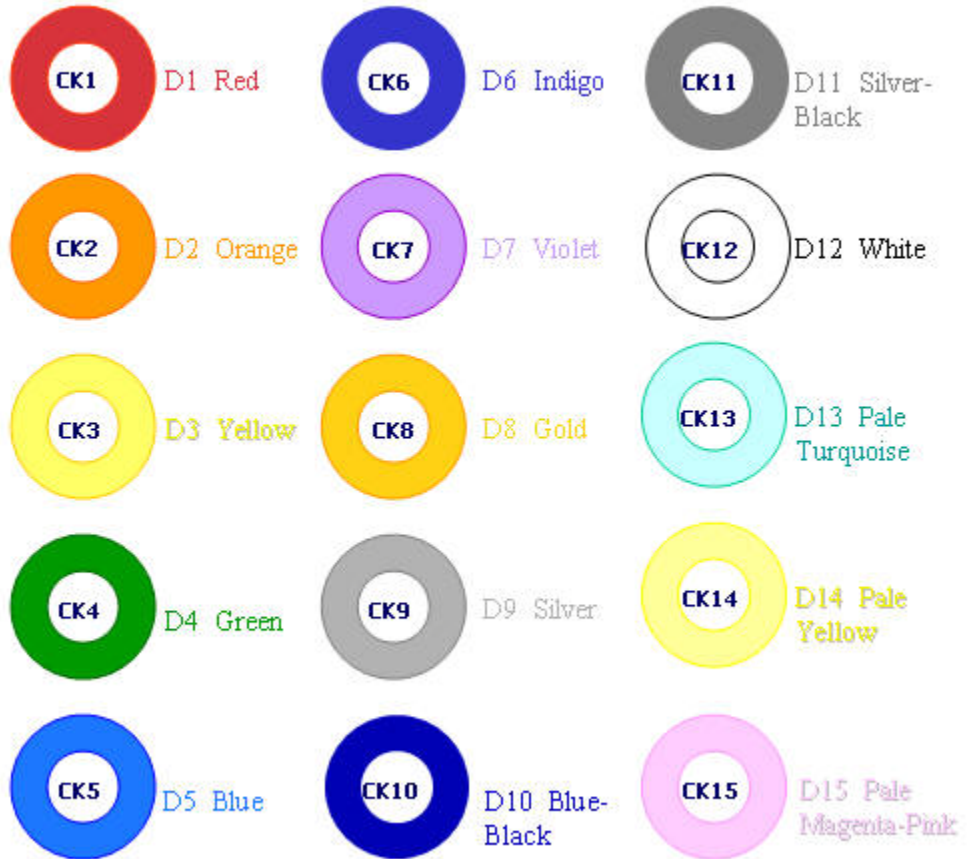 CK1 D1 Red
CK6 D6 Indigo
CK11 D11 Silver-
Black
CK2 D2 Orange
CK7 D7 Violet
CK12 D12 White
CK3 D3 Yellow
CK8 D8 Gold
CK13 D13 Pale
Turquoise
CK4 D4 Green
CK9 D9 Silver
CK14 D14 Pale
Yellow
CK5 D5 Blue
CK10 D10 Blue-
Black
CK15 D15 Pale
Magenta-Pink